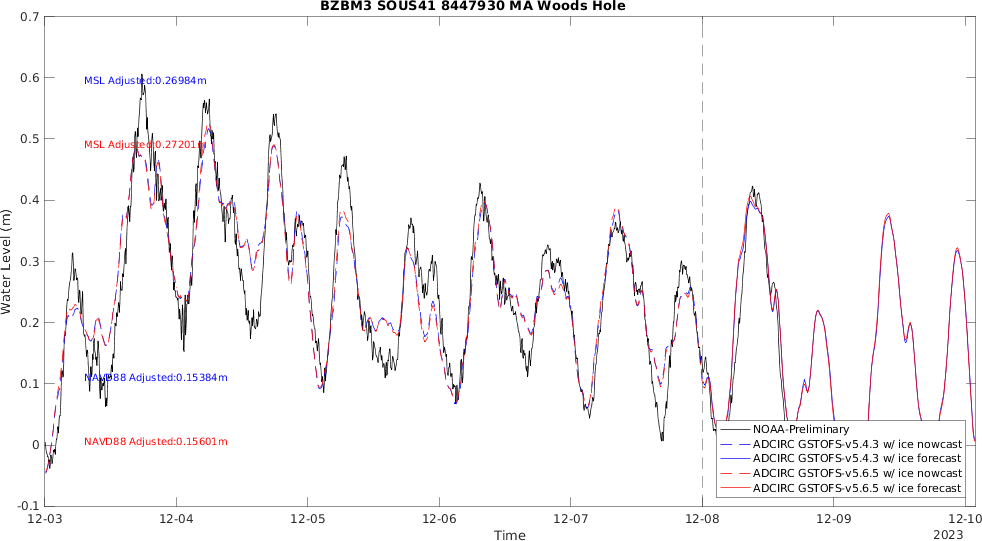 BZBM3 SOUS41 8447930 MA Woods Hole
0.7
0.6
0.5
0.4
0.3
0.2
0.1
0
-0.1
Water Level (m)
MSL Adjusted:0.26984m
MSL Adjusted:0.27201m
NAVD88 Adjusted:0.15384m
NAVD88 Adjusted:0.15601m
NOAA-Preliminary
ADCIRC GSTOFS-v5.4.3 w/ ice nowcast
ADCIRC GSTOFS-v5.4.3 w/ ice forecast
ADCIRC GSTOFS-v5.6.5 w/ ice nowcast
ADCIRC GSTOFS-v5.6.5 w/ ice forecast
12-03 12-04 12-05 12-06 12-07 12-08 12-09 12-10
Time
2023